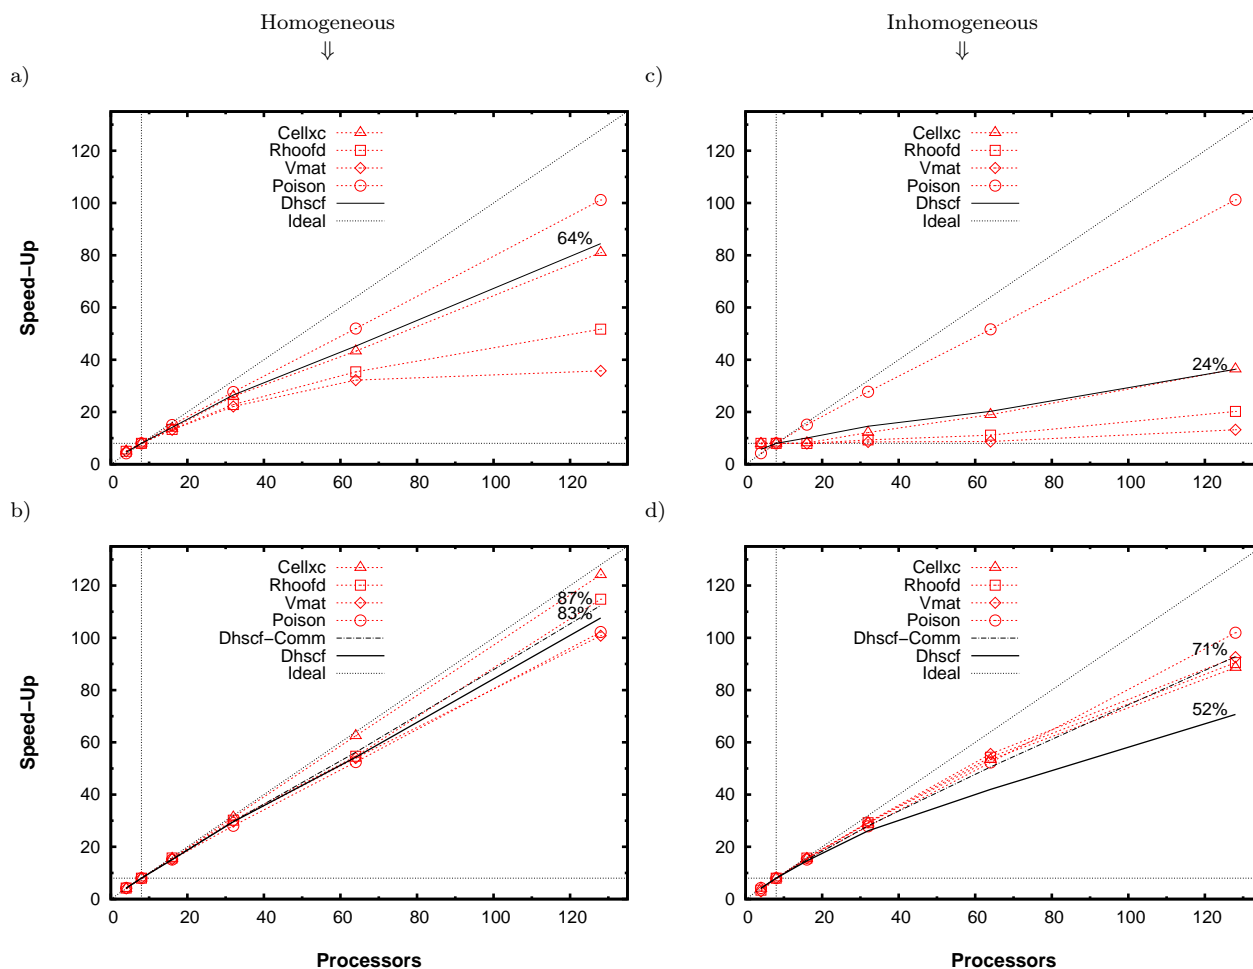 Homogeneous
⇓
Inhomogeneous
⇓
a)
Speed-Up
120
100
80
60
40
20
0
0 20 40 60 80 100 120
Cellxc
Rhoofd
Vmat
Poison
Dhscf
Ideal
64%
c)
120
100
80
60
40
20
0
0 20 40 60 80 100 120
Cellxc
Rhoofd
Vmat
Poison
Dhscf
Ideal
24%
b)
Speed-Up
120
100
80
60
40
20
0
0 20 40 60 80 100 120
Processors
Cellxc
Rhoofd
Vmat
Poison
Dhscf-Comm
Dhscf
Ideal
87%
83%
d)
120
100
80
60
40
20
0
0 20 40 60 80 100 120
Processors
Cellxc
Rhoofd
Vmat
Poison
Dhscf-Comm
Dhscf
Ideal
71%
52%